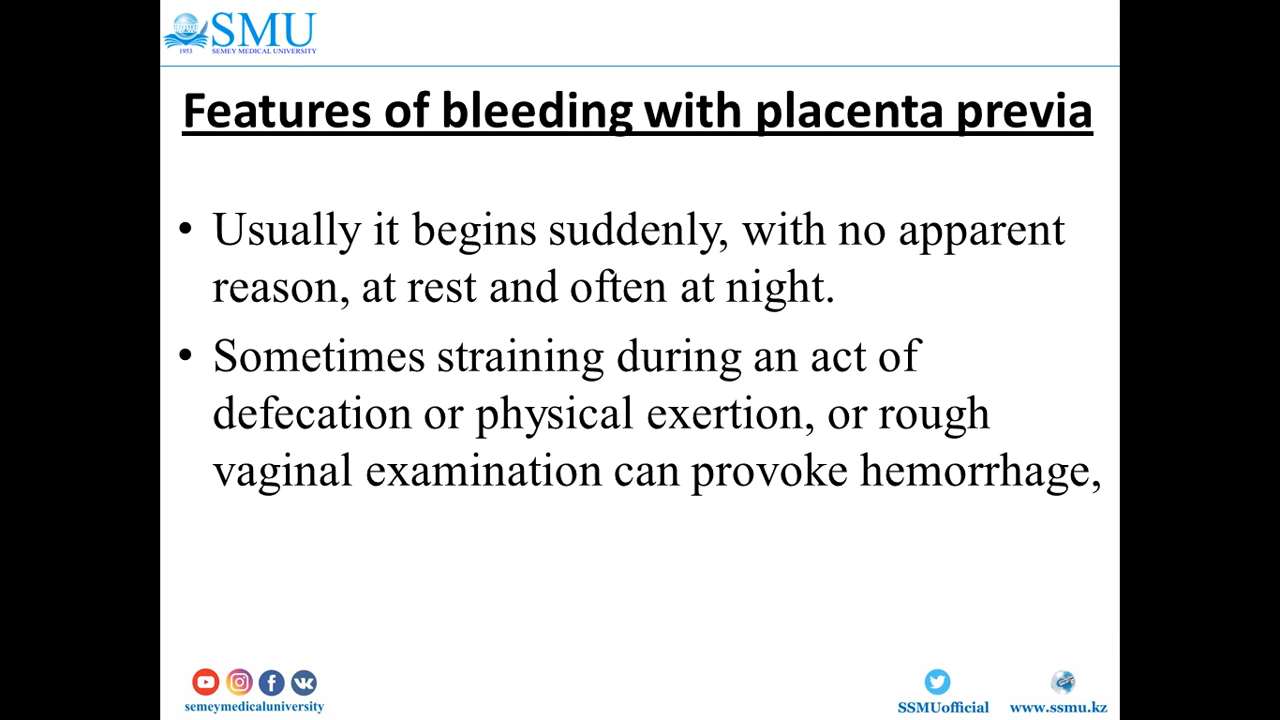 SMU
1953 SEMEY MEDICAL UNIVERSITY
Features of bleeding with placenta previa
• Usually it begins suddenly, with no apparent
reason, at rest and often at night.
• Sometimes straining during an act of
defecation or physical exertion, or rough
vaginal examination can provoke hemorrhage,
semeymedicaluniversity
SSMUofficial
www.ssmu.kz